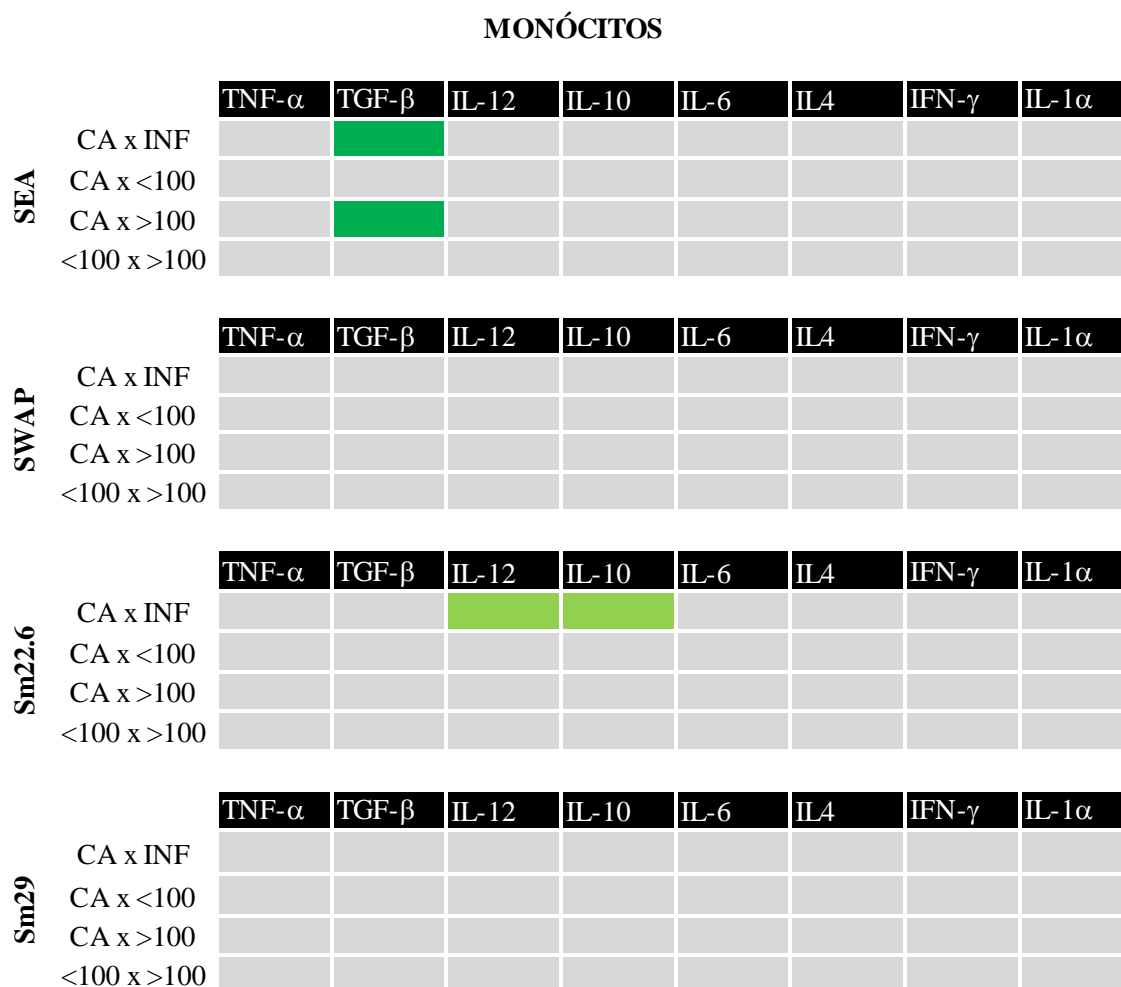 MONÓCITOS
TNF-α TGF-β IL-12 IL-10 IL-6 IL4 IFN-γ IL-1α
SEA
CA x INF
CA x <100
CA x >100
<100 x >100
TNF-α TGF-β IL-12 IL-10 IL-6 IL4 IFN-γ IL-1α
SWAP
CA x INF
CA x <100
CA x >100
<100 x >100
TNF-α TGF-β IL-12 IL-10 IL-6 IL4 IFN-γ IL-1α
Sm22.6
CA x INF
CA x <100
CA x >100
<100 x >100
TNF-α TGF-β IL-12 IL-10 IL-6 IL4 IFN-γ IL-1α
Sm29
CA x INF
CA x <100
CA x >100
<100 x >100